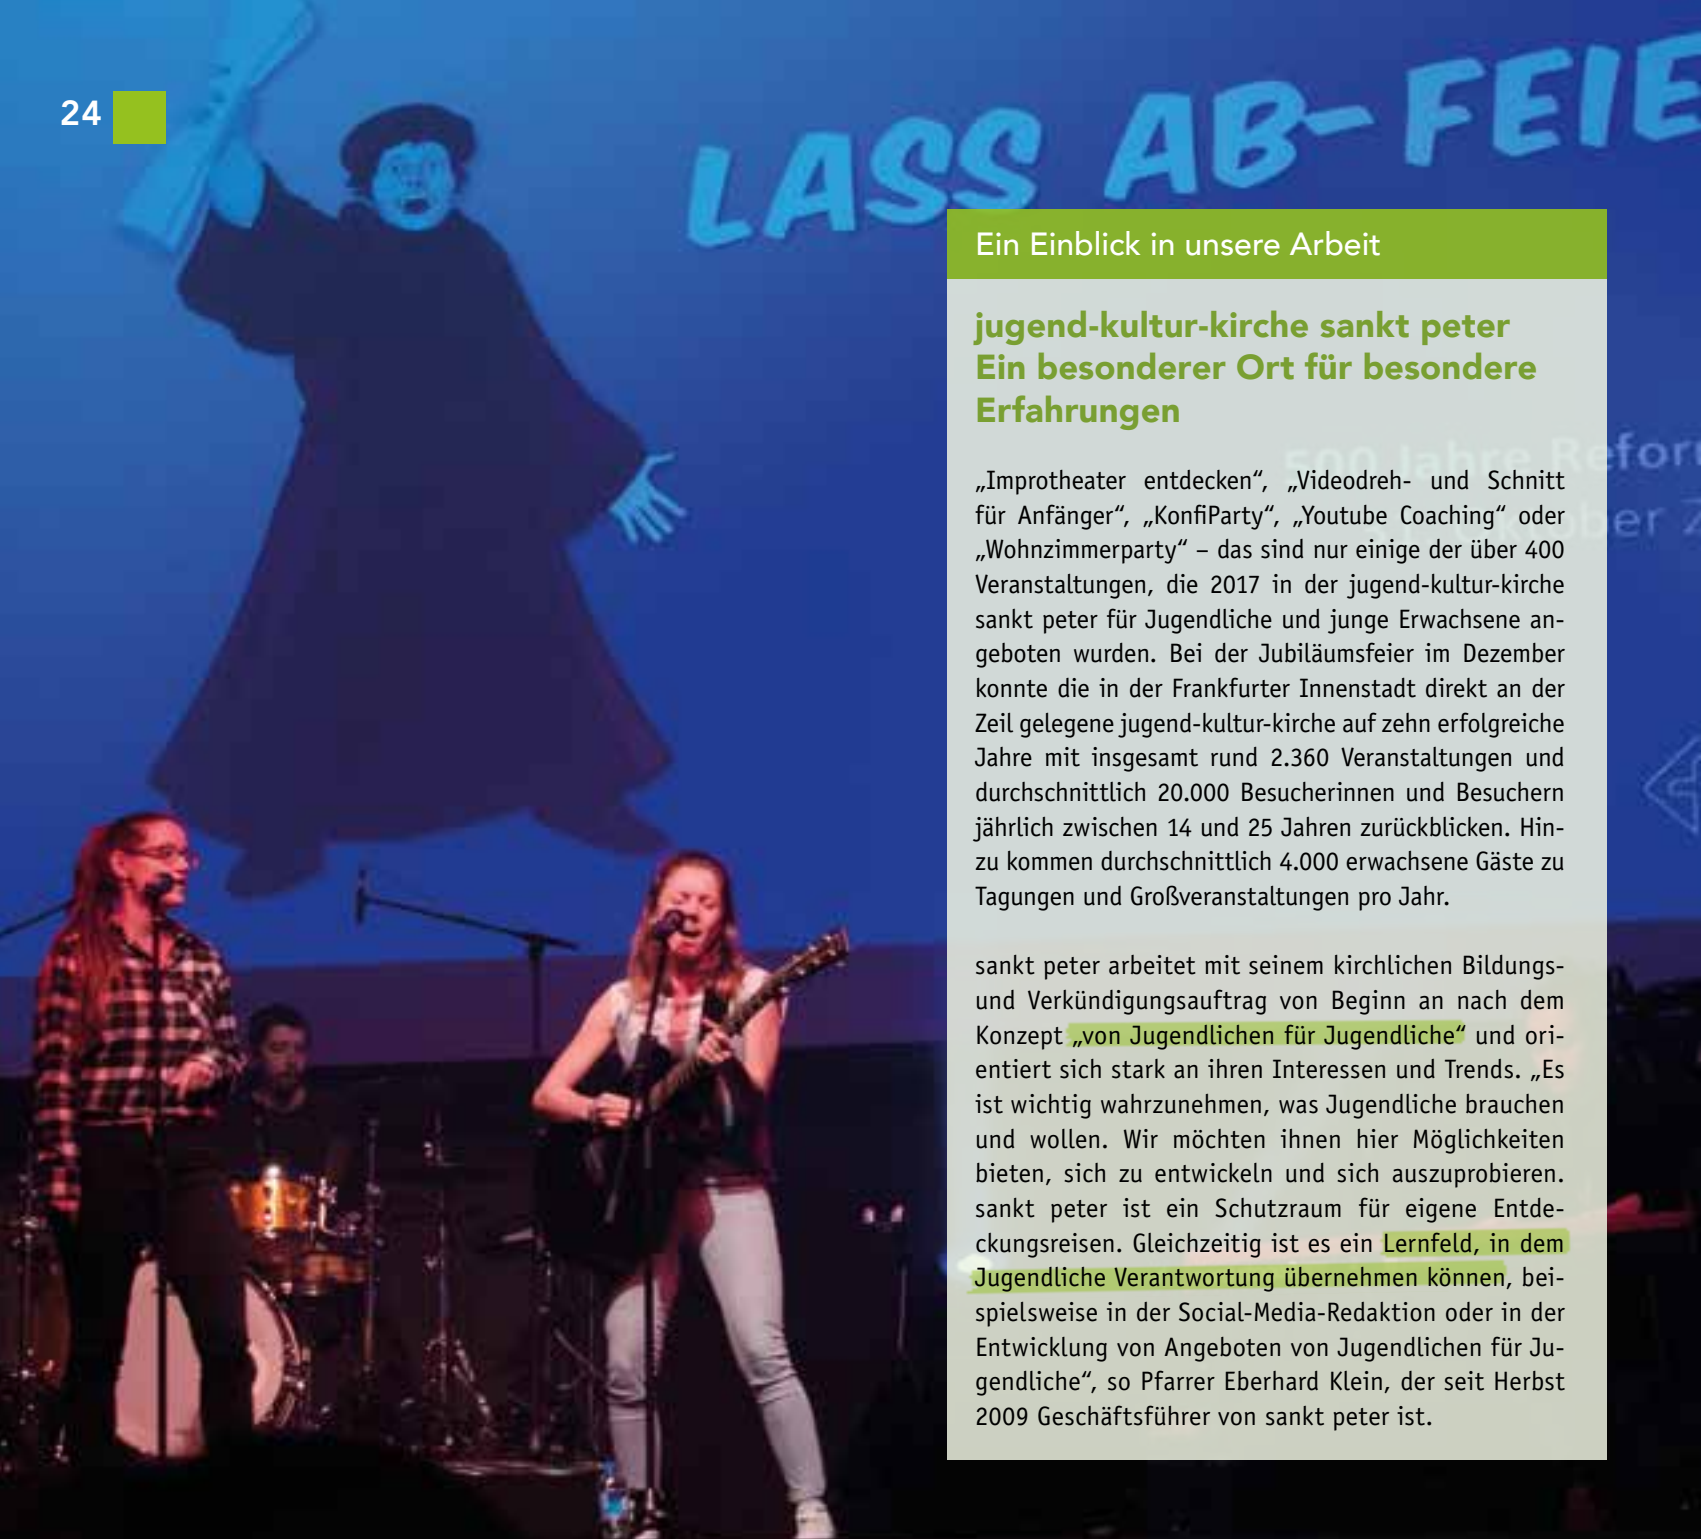 24
LASS AB-FEIE
Ein Einblick in unsere Arbeit
jugend-kultur-kirche sankt peter
Ein besonderer Ort für besondere
Erfahrungen
500 Jahre Refor
„Improtheater entdecken“, „Videodreh- und Schnitt
für Anfänger“, „KonfiParty“, „Youtube Coaching“ oder
„Wohnzimmerparty“ – das sind nur einige der über 400
Veranstaltungen, die 2017 in der jugend-kultur-kirche
sankt peter für Jugendliche und junge Erwachsene an-
geboten wurden. Bei der Jubiläumsfeier im Dezember
konnte die in der Frankfurter Innenstadt direkt an der
Zeil gelegene jugend-kultur-kirche auf zehn erfolgreiche
Jahre mit insgesamt rund 2.360 Veranstaltungen und
durchschnittlich 20.000 Besucherinnen und Besuchern
jährlich zwischen 14 und 25 Jahren zurückblicken. Hin-
zu kommen durchschnittlich 4.000 erwachsene Gäste zu
Tagungen und Großveranstaltungen pro Jahr.
sankt peter arbeitet mit seinem kirchlichen Bildungs-
und Verkündigungsauftrag von Beginn an nach dem
Konzept „von Jugendlichen für Jugendliche“ und ori-
entiert sich stark an ihren Interessen und Trends. „Es
ist wichtig wahrzunehmen, was Jugendliche brauchen
und wollen. Wir möchten ihnen hier Möglichkeiten
bieten, sich zu entwickeln und sich auszuprobieren.
sankt peter ist ein Schutzraum für eigene Entde-
ckungsreisen. Gleichzeitig ist es ein Lernfeld, in dem
Jugendliche Verantwortung übernehmen können, bei-
spielsweise in der Social-Media-Redaktion oder in der
Entwicklung von Angeboten von Jugendlichen für Ju-
gendliche“, so Pfarrer Eberhard Klein, der seit Herbst
2009 Geschäftsführer von sankt peter ist.